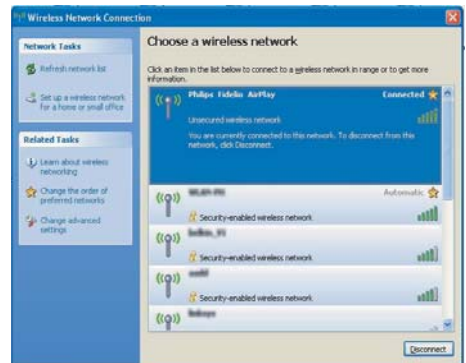 Wireless Network Connection
Network Tasks
Refresh network list
Set up a wireless network
for a home or small office
Related Tasks
Learn about wireless
networking
Change the order of
preferred networks
Change advanced
settings
Choose a wireless network
Click an item in the list below to connect to a wireless network in range or to get more
information.
Philips Fidelio AirPlay Connected
Unsecured wireless network
You are currently connected to this network. To disconnect from this
network, click Disconnect.
Automatic
Security-enabled wireless network
Security-enabled wireless network
Security-enabled wireless network
Disconnect